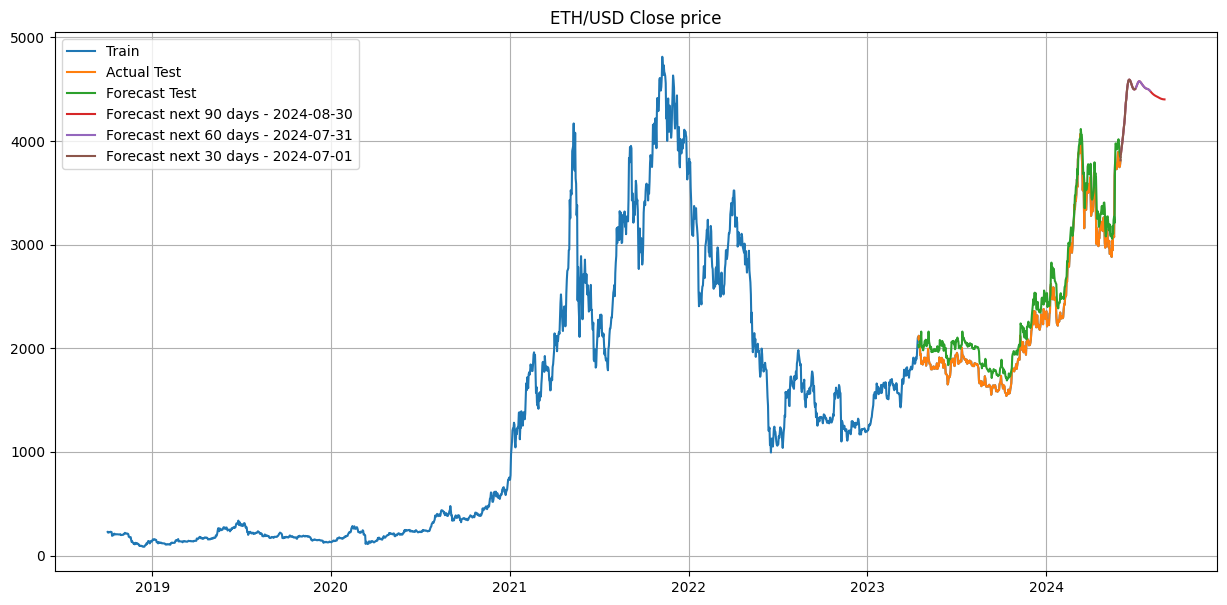 ETH/USD Close price
Train
Actual Test
Forecast Test
Forecast next 90 days - 2024-08-30
Forecast next 60 days - 2024-07-31
Forecast next 30 days - 2024-07-01
5000
4000
3000
2000
1000
0
2019 2020 2021 2022 2023 2024